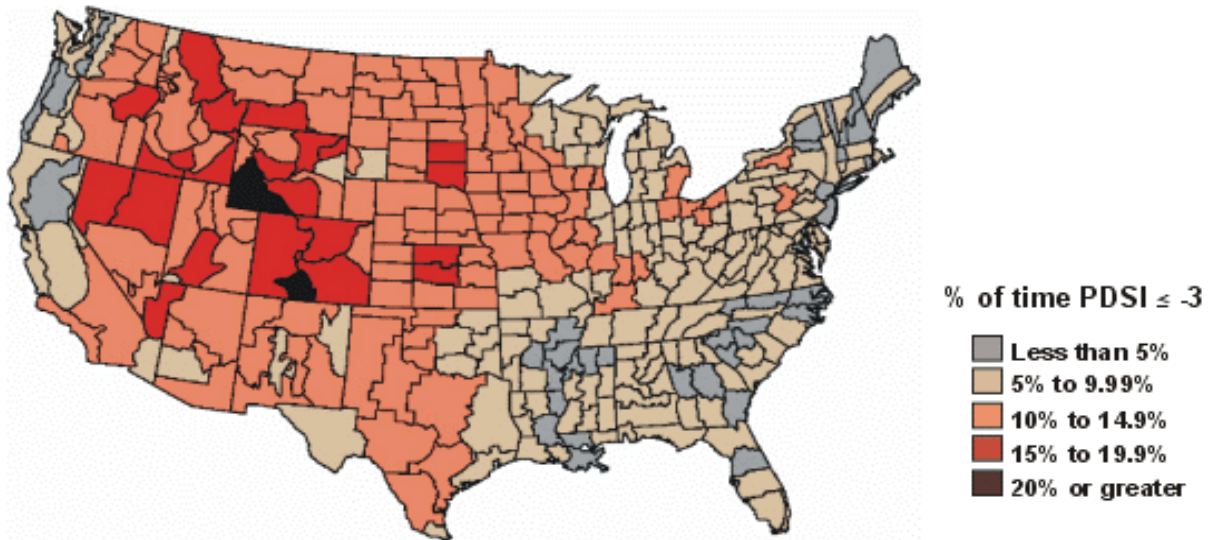 % of time PDSI ≤ -3
Less than 5%
5% to 9.99%
10% to 14.9%
15% to 19.9%
20% or greater